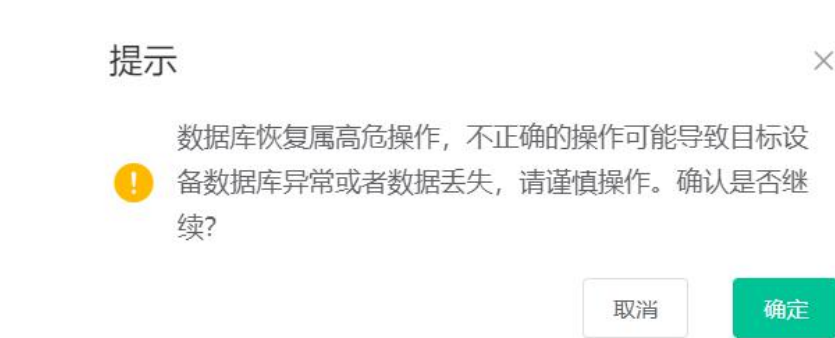 提示
数据库恢复属高危操作，不正确的操作可能导致目标设
备数据库异常或者数据丢失，请谨慎操作。确认是否继
续?
取消
确定